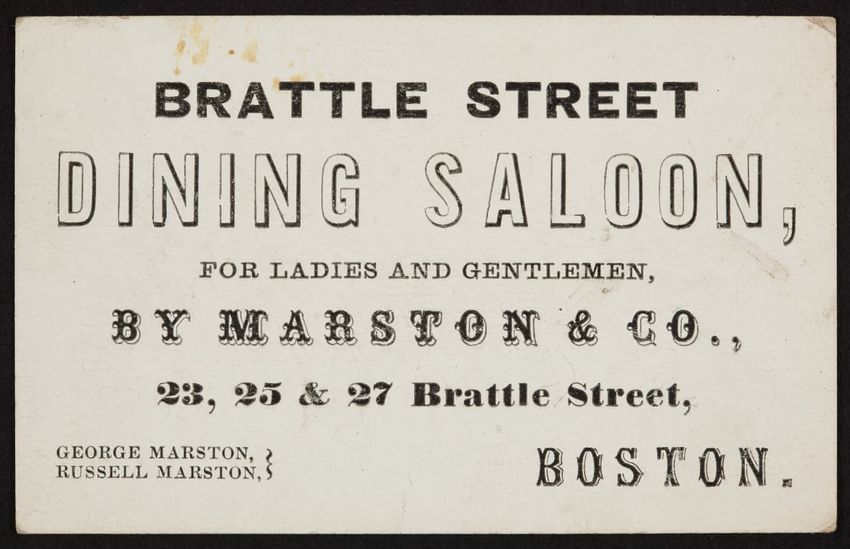 BRATTLE STREET
DINING SALOON,
FOR LADIES AND GENTLEMEN,
BY MARSTON & CO.,
23, 25 & 27 Brattle Street,
GEORGE MARSTON, }
RUSSELL MARSTON, }
BOSTON.